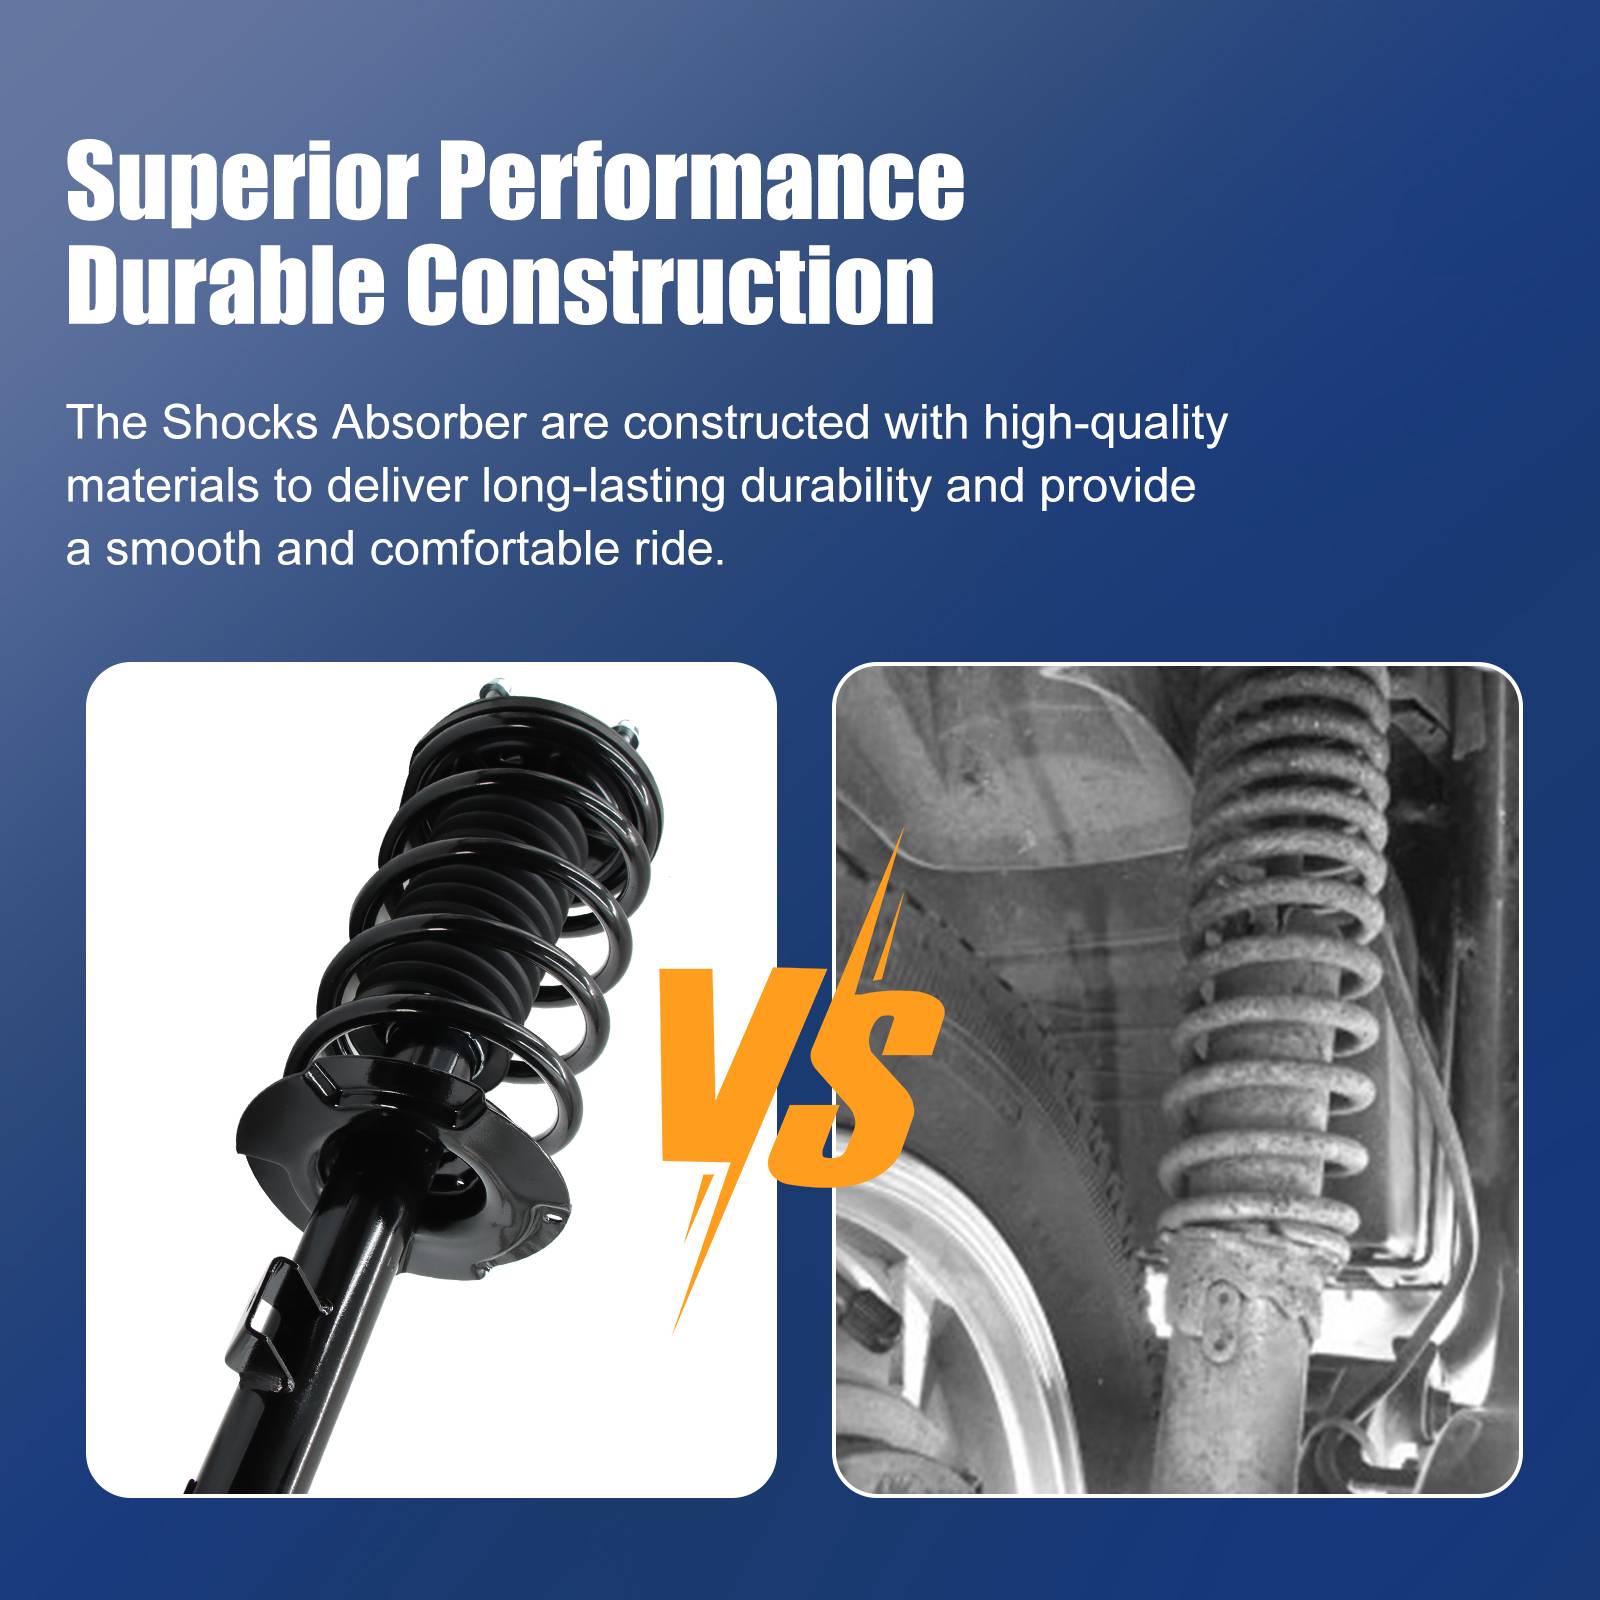 Superior Performance
Durable Construction
The Shocks Absorber are constructed with high-quality
materials to deliver long-lasting durability and provide
a smooth and comfortable ride.
VS